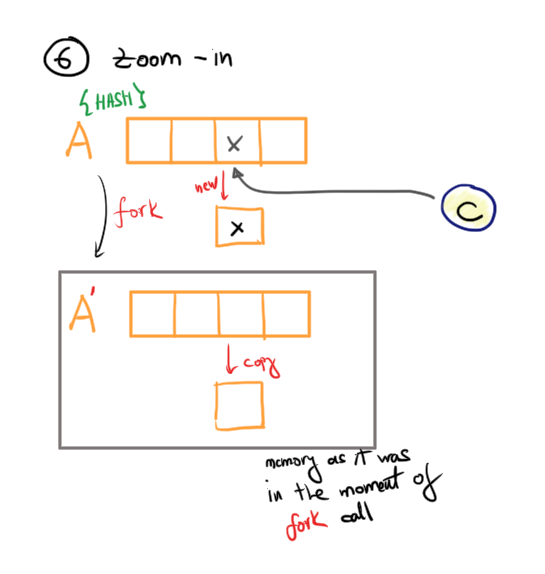 6 Zoom - in
{HASH}
A
x
new
fork
x
C
A'
copy
memory as it was
in the moment of
fork call